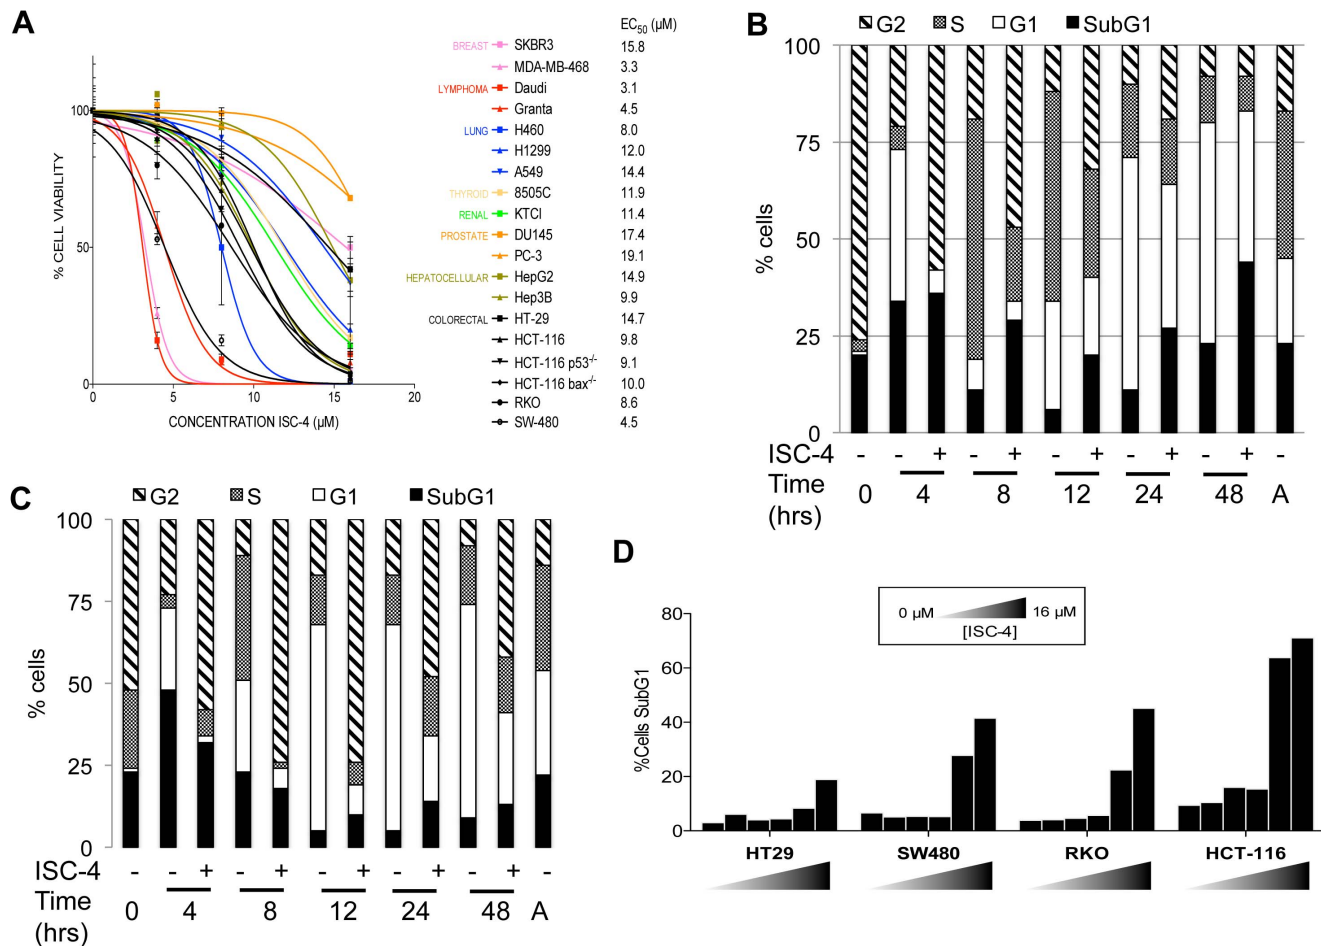 A
EC50 (µM)
BREAST SKBR3 15.8
MDA-MB-468 3.3
LYMPHOMA Daudi 3.1
Granta 4.5
LUNG H460 8.0
H1299 12.0
A549 14.4
THYROID 8505C 11.9
RENAL KTCI 11.4
PROSTATE DU145 17.4
PC-3 19.1
HEPATOCELLULAR HepG2 14.9
Hep3B 9.9
COLORECTAL HT-29 14.7
HCT-116 9.8
HCT-116 p53-/- 9.1
HCT-116 bax-/- 10.0
RKO 8.6
SW-480 4.5
% CELL VIABILITY
100
50
0
0 5 10 15 20
CONCENTRATION ISC-4 (µM)
B
G2 S G1 SubG1
% cells
100
75
50
25
0
ISC-4 - - + - + - + - + - + -
Time 0 4 8 12 24 48 A
(hrs)
C
G2 S G1 SubG1
% cells
100
75
50
25
0
ISC-4 - - + - + - + - + - + -
Time 0 4 8 12 24 48 A
(hrs)
D
0 µM 16 µM
[ISC-4]
%Cells SubG1
80
60
40
20
0
HT29 SW480 RKO HCT-116